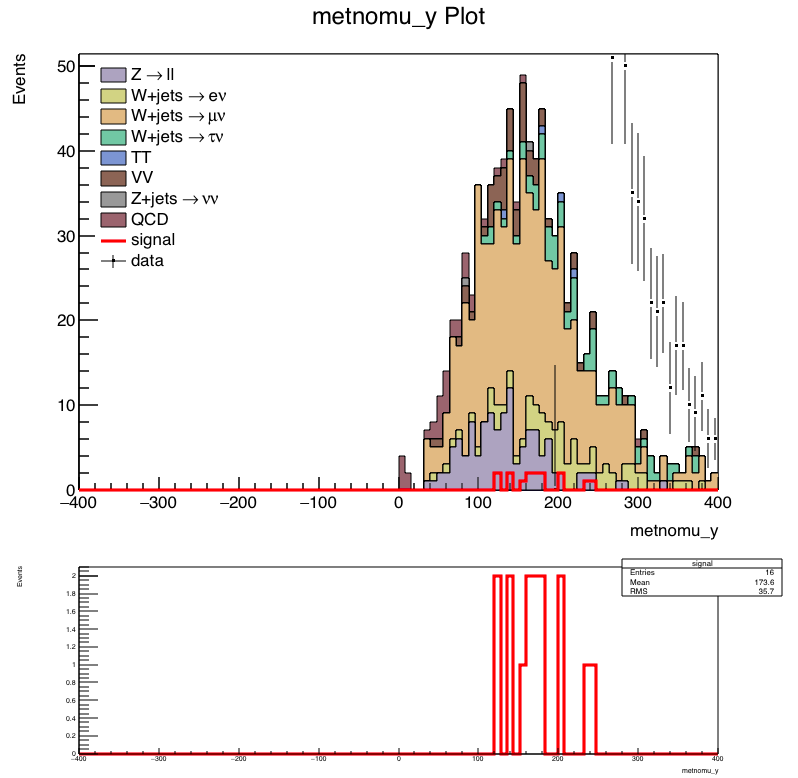 metnomu_y Plot
Events
50
40
30
20
10
0
Z → ll
W+jets → eν
W+jets → μν
W+jets → τν
TT
VV
Z+jets → νν
QCD
signal
data
−400 −300 −200 −100 0 100 200 300 400
metnomu_y
Events
signal
Entries 16
Mean 173.6
RMS 35.7
2
1.8
1.6
1.4
1.2
1
0.8
0.6
0.4
0.2
0
−400 −300 −200 −100 0 100 200 300 400
metnomu_y